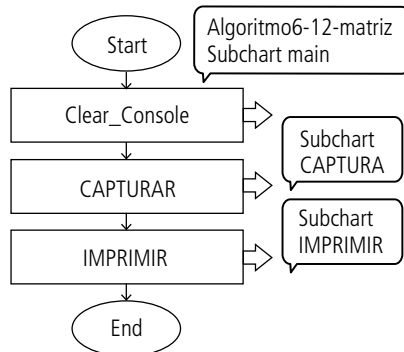 Start
Algoritmo6-12-matriz
Subchart main
Clear_Console
CAPTURAR
Subchart
CAPTURA
IMPRIMIR
Subchart
IMPRIMIR
End